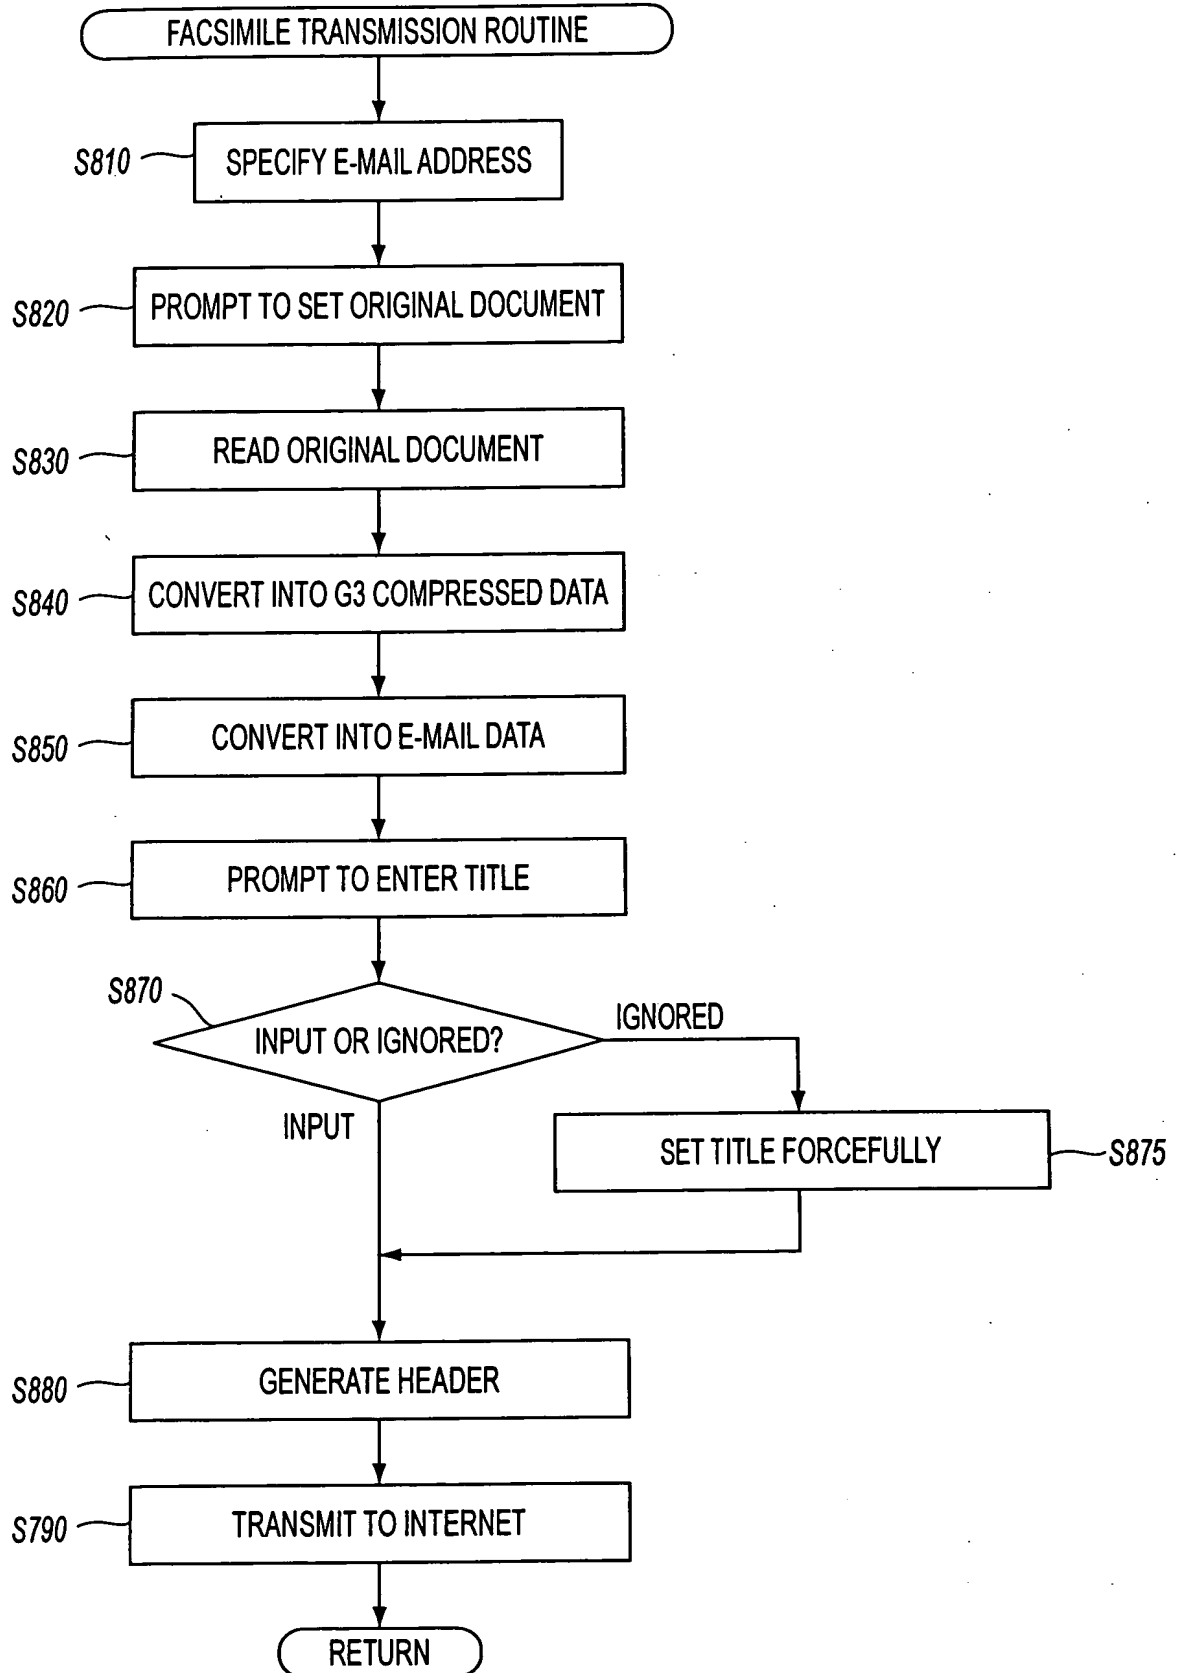 FACSIMILE TRANSMISSION ROUTINE
S810
SPECIFY E-MAIL ADDRESS
S820
PROMPT TO SET ORIGINAL DOCUMENT
S830
READ ORIGINAL DOCUMENT
S840
CONVERT INTO G3 COMPRESSED DATA
S850
CONVERT INTO E-MAIL DATA
S860
PROMPT TO ENTER TITLE
S870
INPUT OR IGNORED?
IGNORED
INPUT
SET TITLE FORCEFULLY
S875
S880
GENERATE HEADER
S790
TRANSMIT TO INTERNET
RETURN